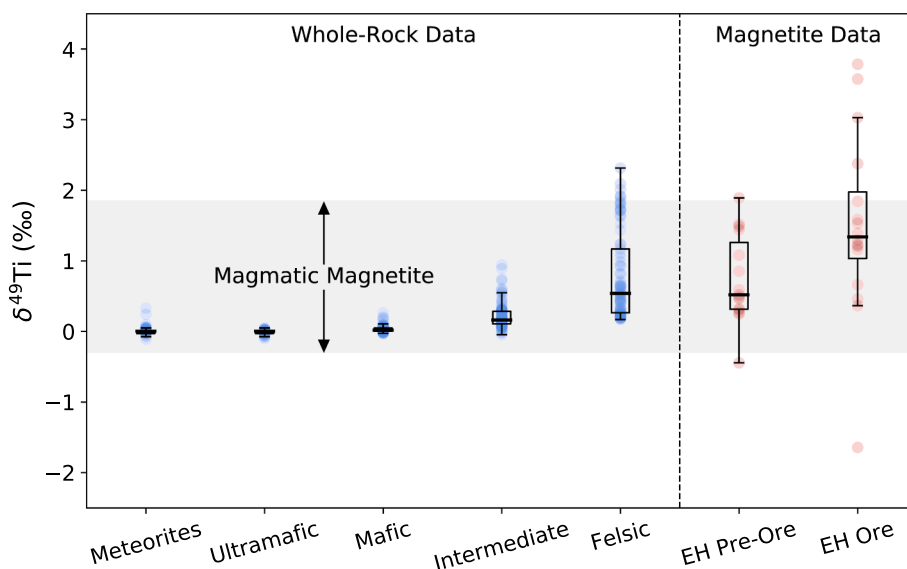 Whole-Rock Data
Magnetite Data
δ⁴⁹Ti (‰)
4
3
2
1
0
−1
−2
Magmatic Magnetite
Meteorites
Ultramafic
Mafic
Intermediate
Felsic
EH Pre-Ore
EH Ore